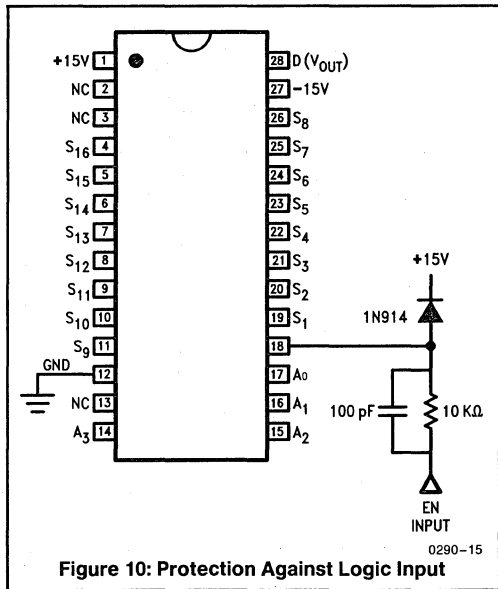 +15V 1 28 D (VOUT)
NC 2 27 -15V
NC 3 26 S8
S16 4 25 S7
S15 5 24 S6
S14 6 23 S5
S13 7 22 S4
S12 8 21 S3
S11 9 20 S2
S10 10 19 S1
S9 11 18
GND 12 17 A0
NC 13 16 A1
A3 14 15 A2
+15V
1N914
100 pF
10 KΩ
EN
INPUT
0290-15
Figure 10: Protection Against Logic Input